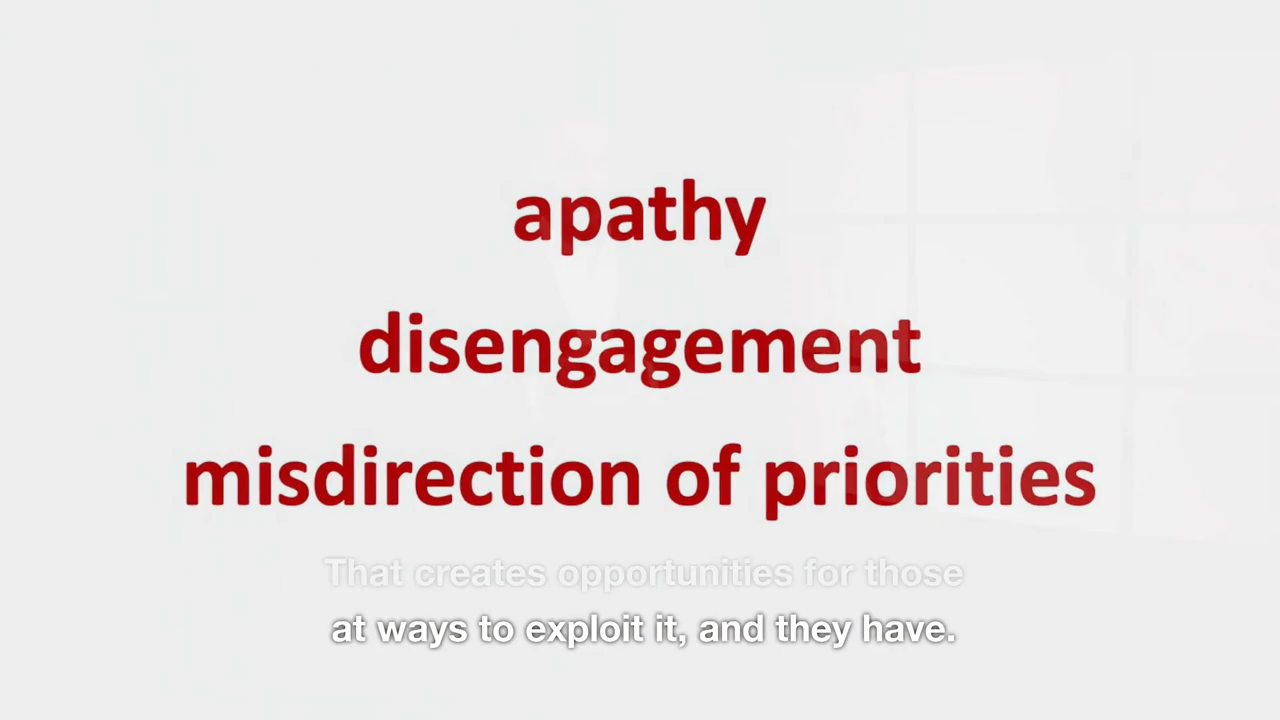 apathy
disengagement
misdirection of priorities
That creates opportunities for those
at ways to exploit it, and they have.